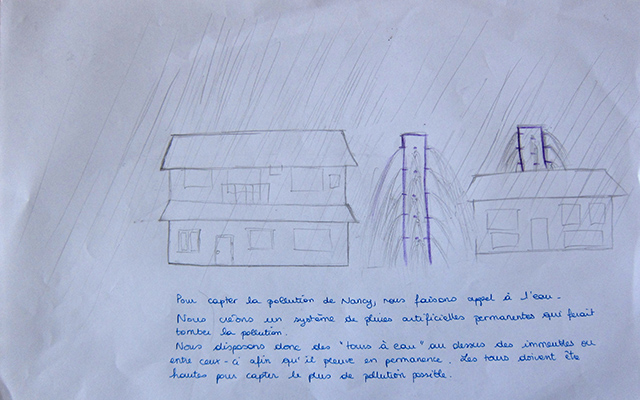 Pour capter la pollution de Nancy, nous faisons appel à l'eau.
Nous créons un système de pluies artificielles permanentes qui ferait
tomber la pollution.
Nous disposons donc des "tours à eau" au dessus des immeubles ou
entre ceux-ci afin qu'il pleuve en permanence. Les tours doivent être
hautes pour capter le plus de pollution possible.